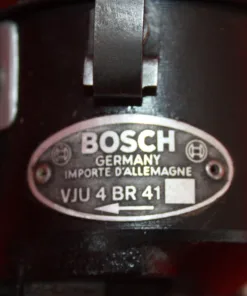 BOSCH
GERMANY
IMPORTE D'ALLEMAGNE
VJU 4 BR 41